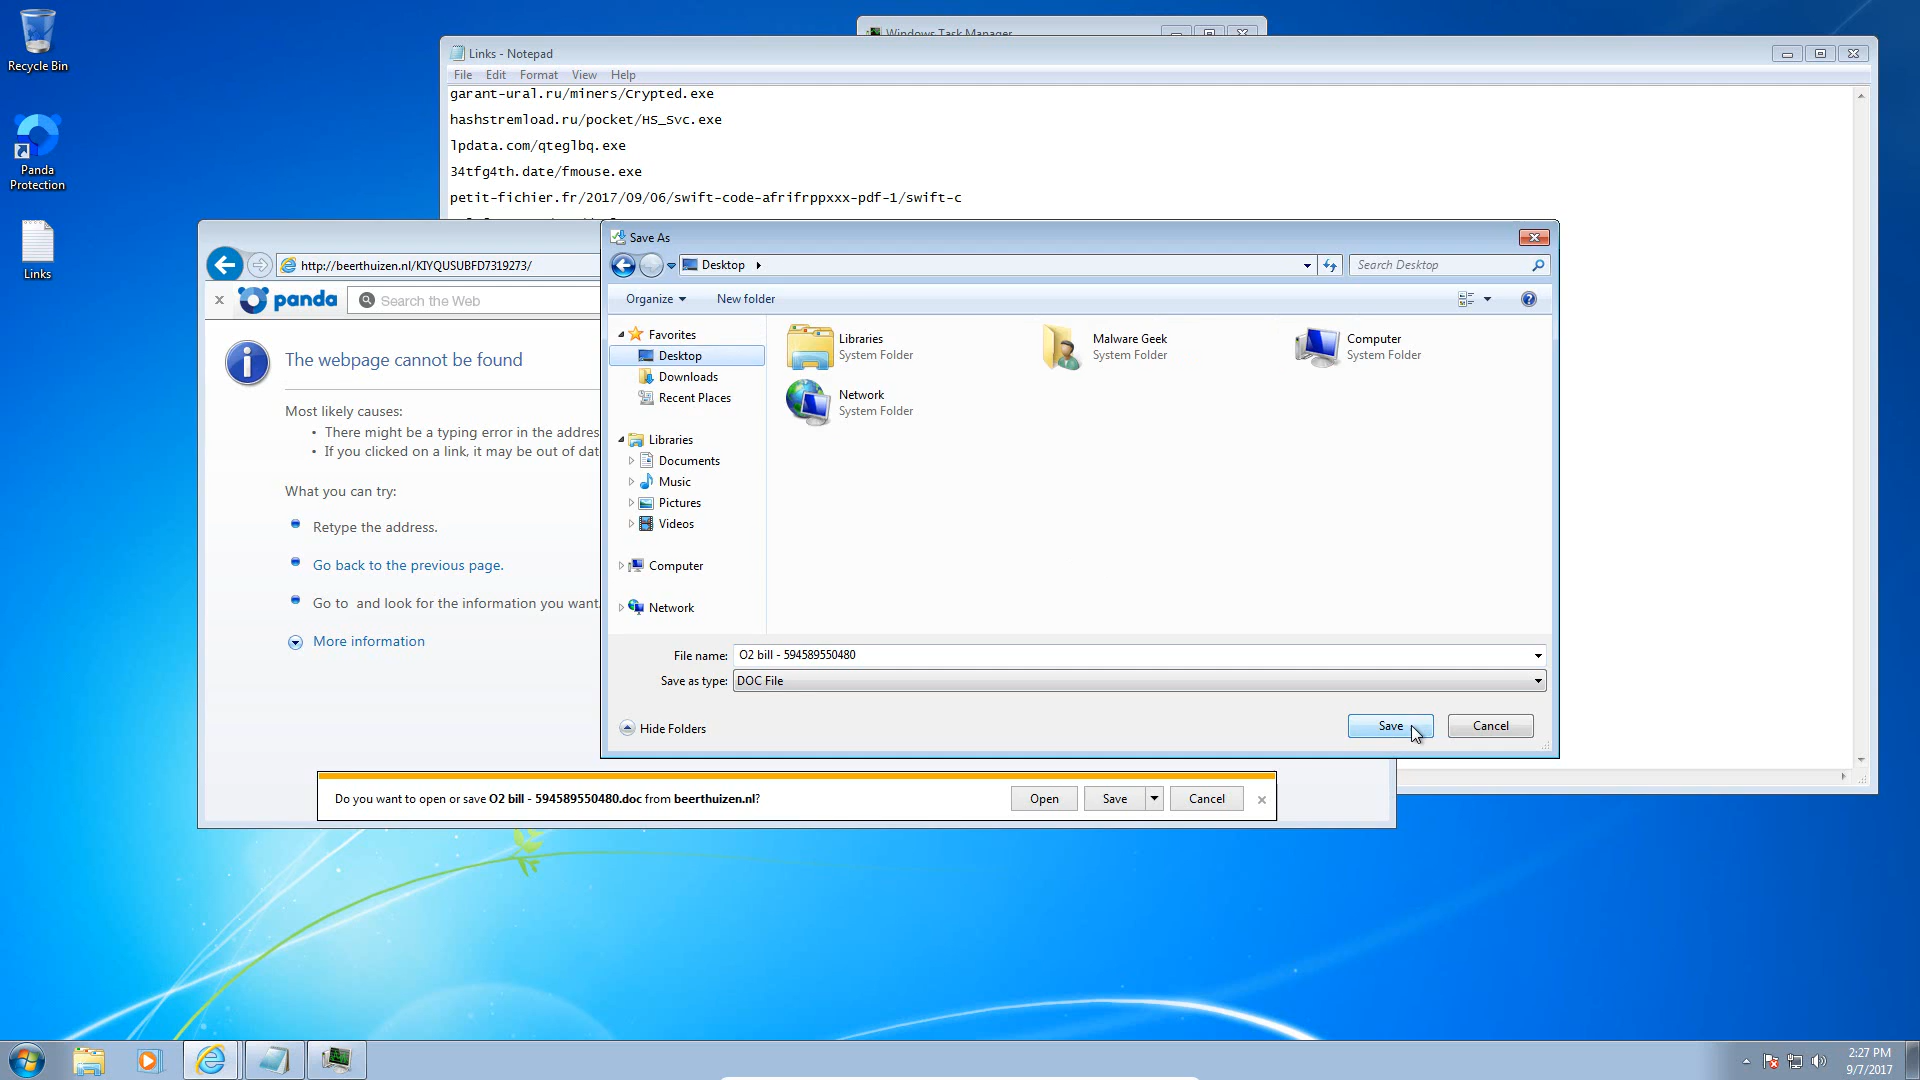 Recycle Bin
Panda
Protection
Links
Windows Task Manager
Links - Notepad
File Edit Format View Help
garant-ural.ru/miners/Crypted.exe
hashstremload.ru/pocket/HS_Svc.exe
lpdata.com/qteglbq.exe
34tfg4th.date/fmouse.exe
petit-fichier.fr/2017/09/06/swift-code-afrifrppxxx-pdf-1/swift-c
http://beerthuizen.nl/KIYQUSUBFD7319273/
x panda Search the Web
The webpage cannot be found
Most likely causes:
• There might be a typing error in the addres
• If you clicked on a link, it may be out of dat
What you can try:
Retype the address.
Go back to the previous page.
Go to and look for the information you want.
More information
Save As
Desktop
Search Desktop
Organize New folder
Favorites
Desktop
Downloads
Recent Places
Libraries
Documents
Music
Pictures
Videos
Computer
Network
Libraries
System Folder
Malware Geek
System Folder
Computer
System Folder
Network
System Folder
File name: O2 bill - 594589550480
Save as type: DOC File
Hide Folders
Save Cancel
Do you want to open or save O2 bill - 594589550480.doc from beerthuizen.nl?
Open Save Cancel x
2:27 PM
9/7/2017